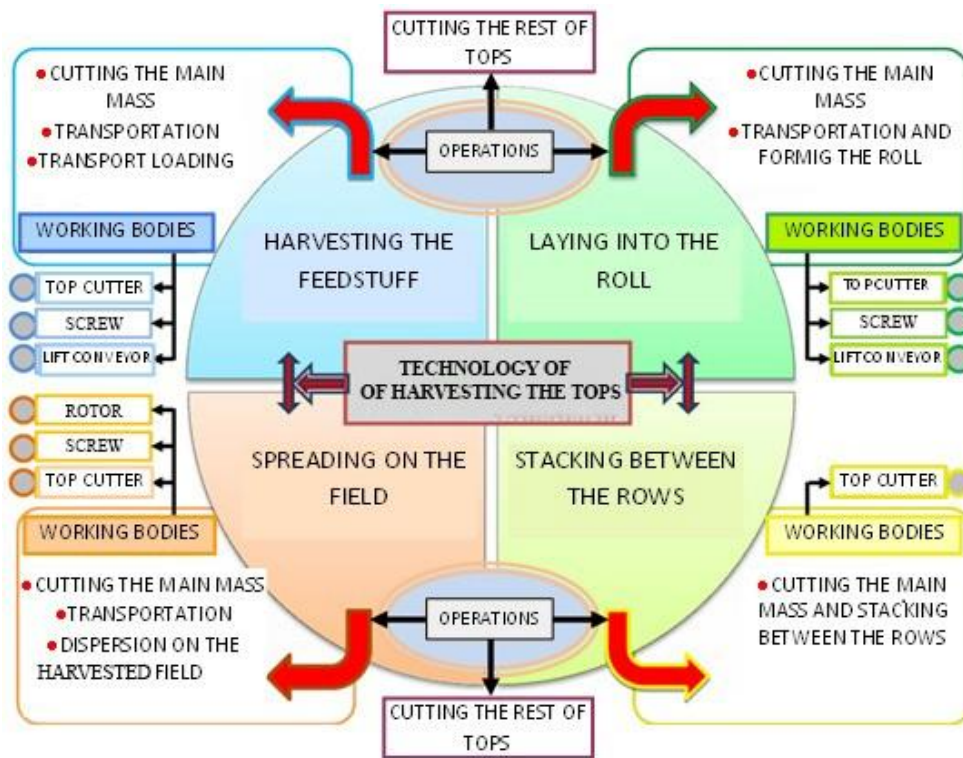 CUTTING THE REST OF
TOPS
● CUTTING THE MAIN
MASS
● TRANSPORTATION
● TRANSPORT LOADING
WORKING BODIES
TOP CUTTER
SCREW
LIFT CONVEYOR
OPERATIONS
● CUTTING THE MAIN
MASS
● TRANSPORTATION AND
FORMIG THE ROLL
WORKING BODIES
TOPCUTTER
SCREW
LIFT CONVEYOR
HARVESTING THE
FEEDSTUFF
LAYING INTO THE
ROLL
TECHNOLOGY OF
OF HARVESTING THE TOPS
SPREADING ON THE
FIELD
STACKING BETWEEN
THE ROWS
ROTOR
SCREW
TOP CUTTER
WORKING BODIES
● CUTTING THE MAIN MASS
● TRANSPORTATION
● DISPERSION ON THE
HARVESTED FIELD
OPERATIONS
TOP CUTTER
WORKING BODIES
● CUTTING THE MAIN
MASS AND STACKING
BETWEEN THE ROWS
CUTTING THE REST OF
TOPS